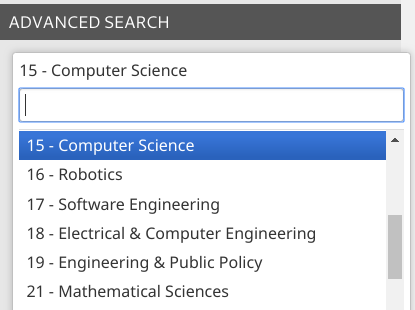 ADVANCED SEARCH
15 - Computer Science
15 - Computer Science
16 - Robotics
17 - Software Engineering
18 - Electrical & Computer Engineering
19 - Engineering & Public Policy
21 - Mathematical Sciences